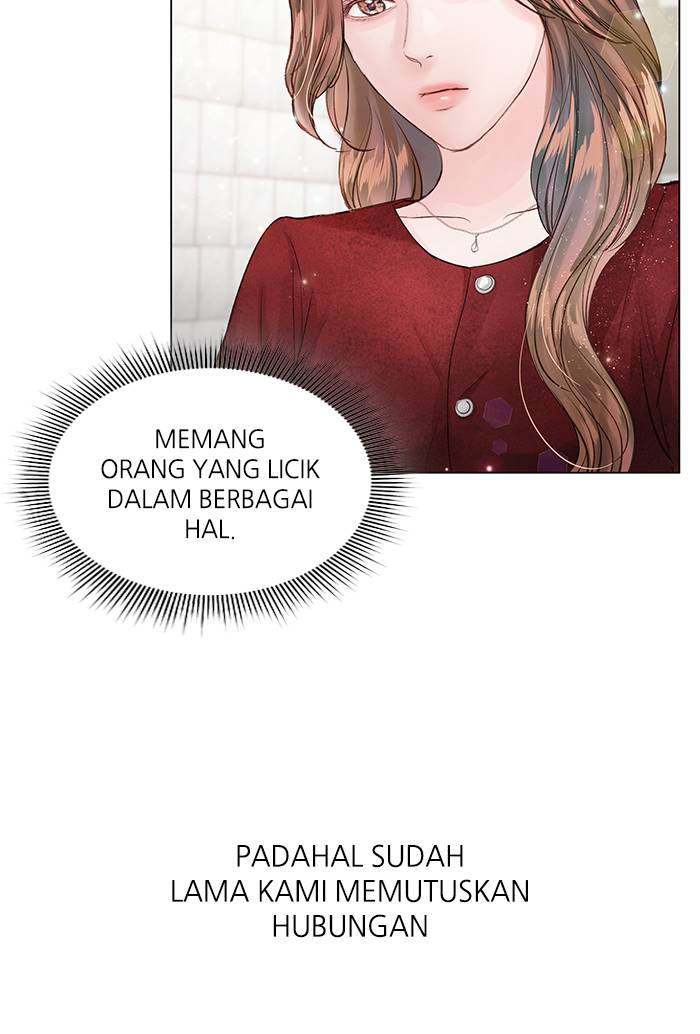 MEMANG
ORANG YANG LICIK
DALAM BERBAGAI
HAL.
PADAHAL SUDAH
LAMA KAMI MEMUTUSKAN
HUBUNGAN